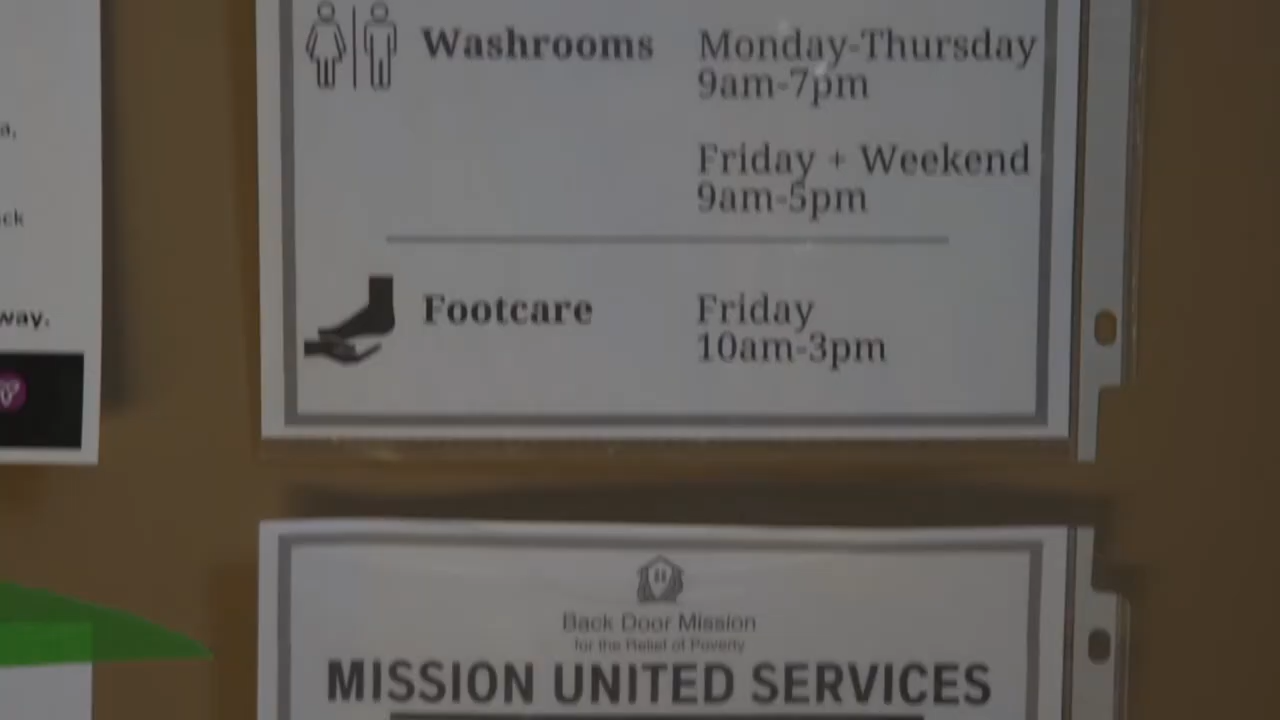 Washrooms Monday-Thursday
9am-7pm
Friday + Weekend
9am-5pm
Footcare Friday
10am-3pm
way.
Back Door Mission
for the Relief of Poverty
MISSION UNITED SERVICES